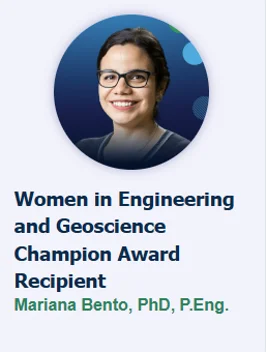 Women in Engineering
and Geoscience
Champion Award
Recipient
Mariana Bento, PhD, P.Eng.